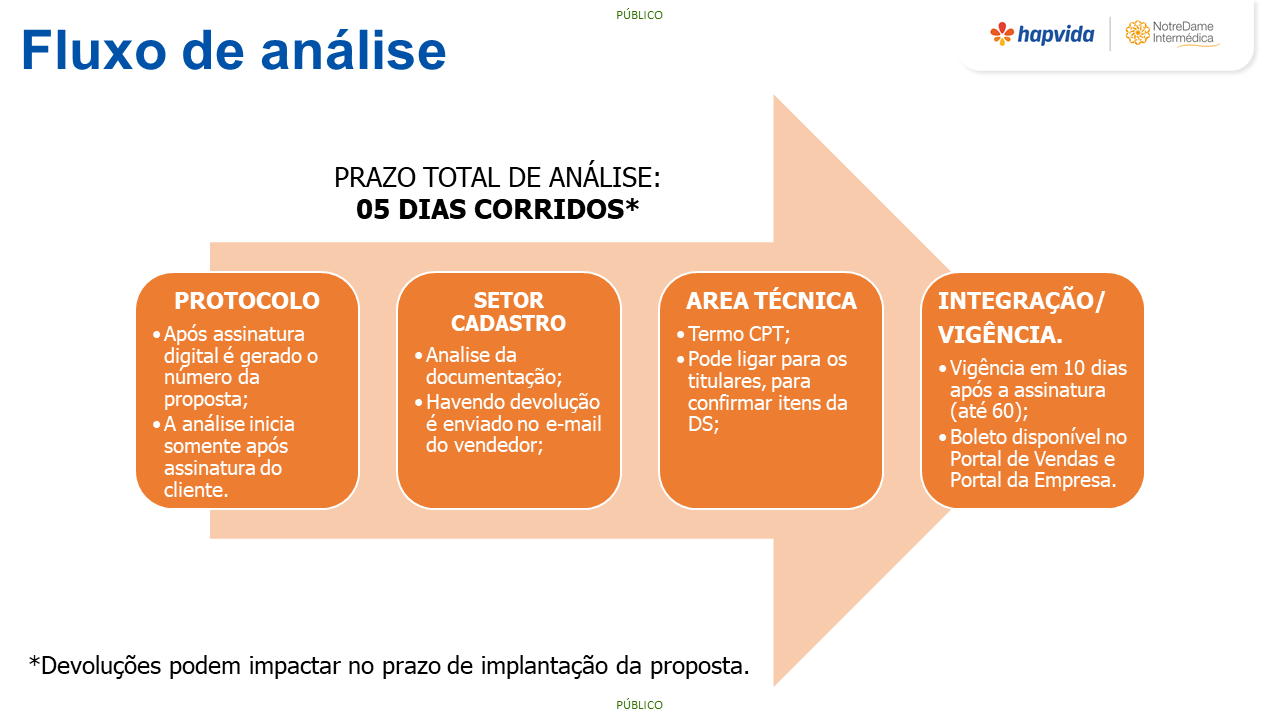 PÚBLICO
Fluxo de análise
hapvida
NotreDame
Intermédica
PRAZO TOTAL DE ANÁLISE:
05 DIAS CORRIDOS*
PROTOCOLO
•Após assinatura
digital é gerado o
número da
proposta;
•A análise inicia
somente após
assinatura do
cliente.
SETOR
CADASTRO
•Analise da
documentação;
•Havendo devolução
é enviado no e-mail
do vendedor;
AREA TÉCNICA
•Termo CPT;
•Pode ligar para os
titulares, para
confirmar itens da
DS;
INTEGRAÇÃO/
VIGÊNCIA.
•Vigência em 10 dias
após a assinatura
(até 60);
•Boleto disponível no
Portal de Vendas e
Portal da Empresa.
*Devoluções podem impactar no prazo de implantação da proposta.
PÚBLICO